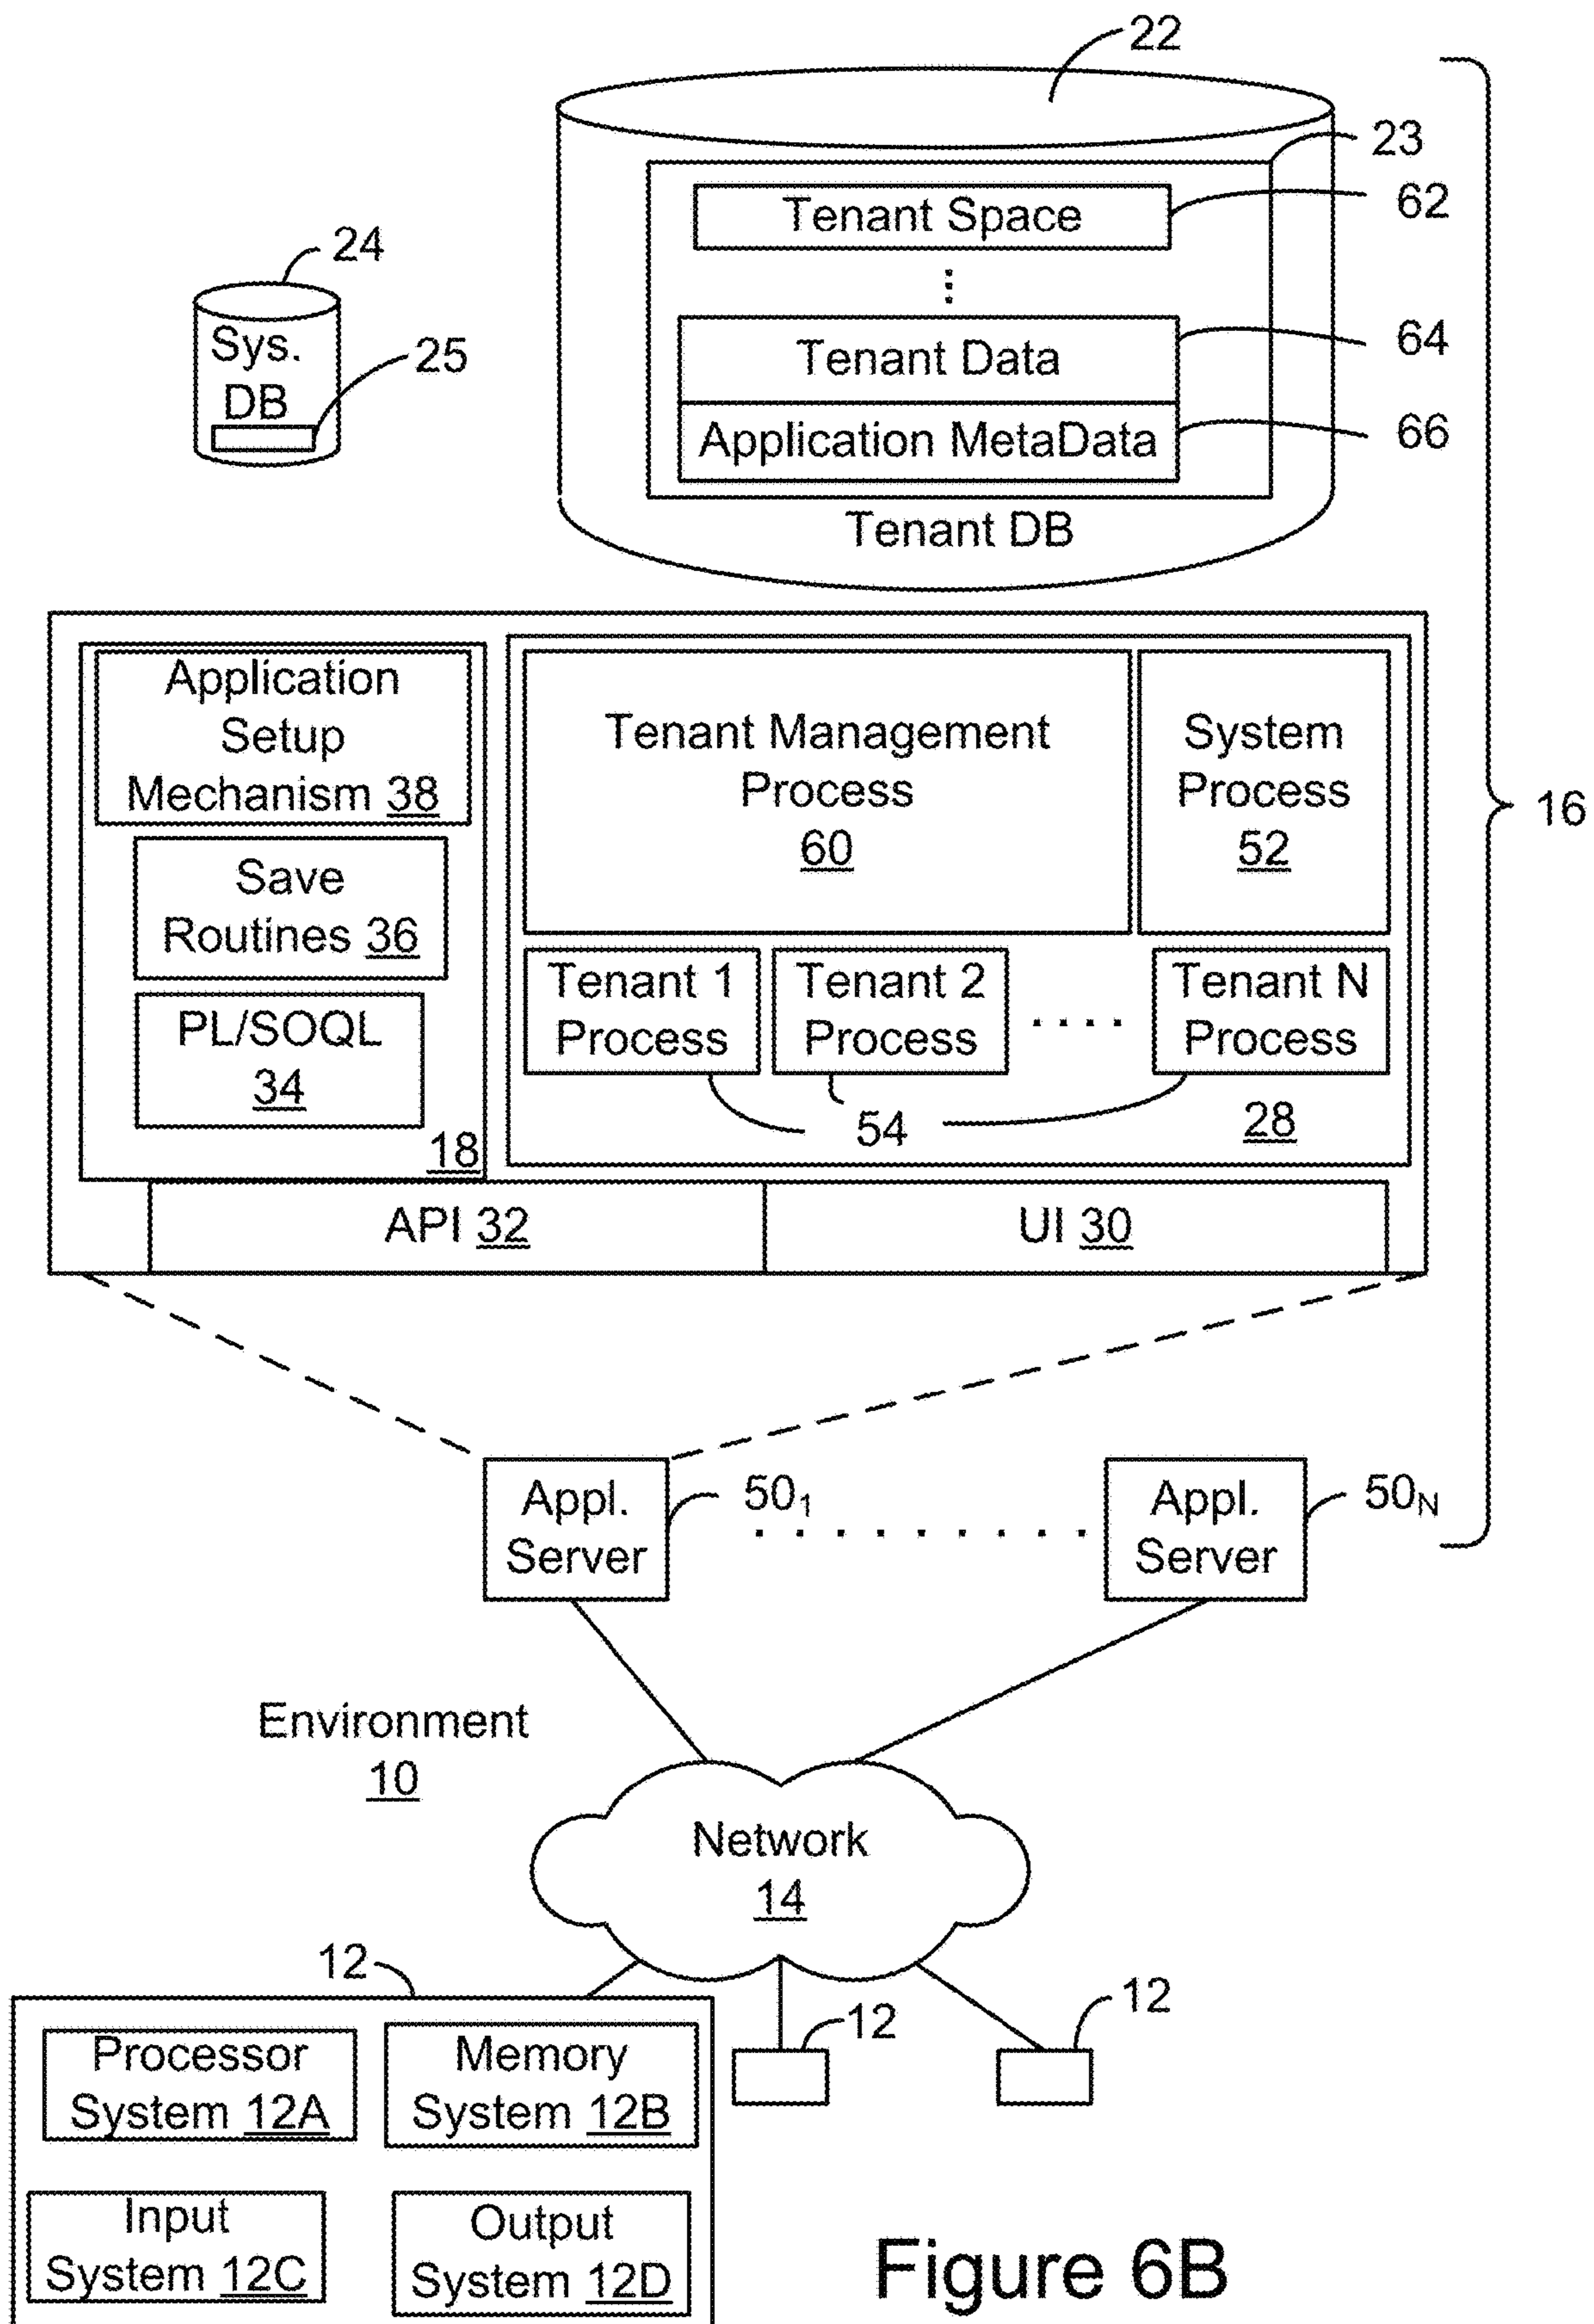 22
23
Tenant Space
62
24
Sys.
DB
25
Tenant Data
64
Application MetaData
66
Tenant DB
Application
Setup
Mechanism 38
Tenant Management
Process
60
System
Process
52
16
Save
Routines 36
Tenant 1
Process
Tenant 2
Process
Tenant N
Process
PL/SOQL
34
54
28
18
API 32
UI 30
Appl.
Server
50₁
Appl.
Server
50ₙ
Environment
10
Network
14
12
12
12
Processor
System 12A
Memory
System 12B
Input
System 12C
Output
System 12D
Figure 6B